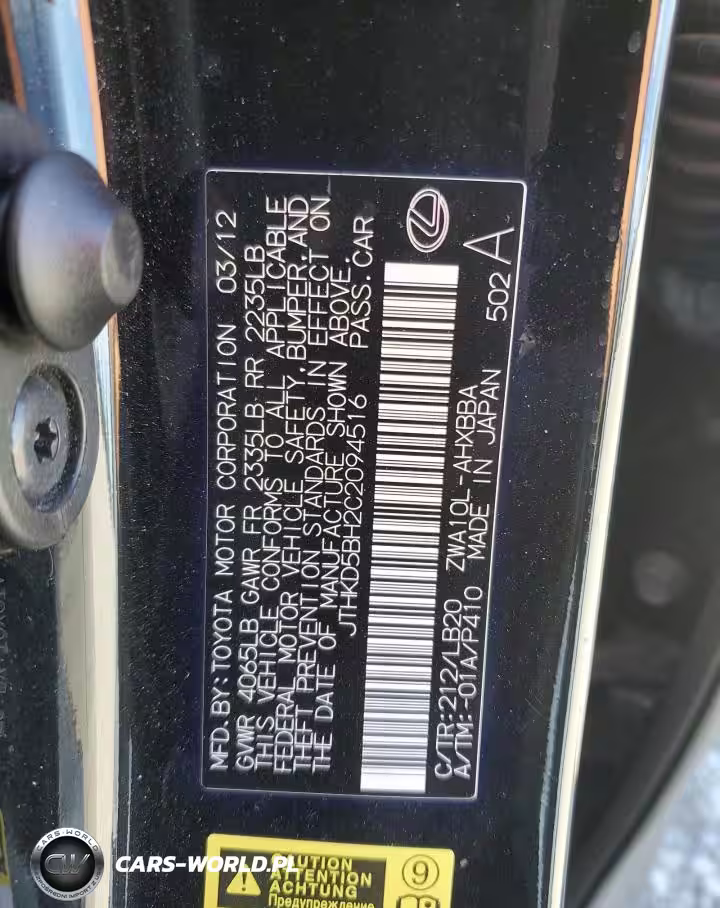 MFD.BY:TOYOTA MOTOR CORPORATION 03/12
GVWR 4065LB GAWR FR 2335LB RR 2235LB
THIS VEHICLE CONFORMS TO ALL APPLICABLE
FEDERAL MOTOR VEHICLE SAFETY, BUMPER, AND
THEFT PREVENTION STANDARDS IN EFFECT ON
THE DATE OF MANUFACTURE SHOWN ABOVE.
JTHKD5BH2C2094516 PASS.CAR
C/TR:212/LB20 ZWA10L-AHXBBA
A/TM:-01A/P410 MADE IN JAPAN 502 A
CAUTION
ATTENTION
ACHTUNG
Предупреждение
9
CARS-WORLD
CW
CARS-WORLD.PL